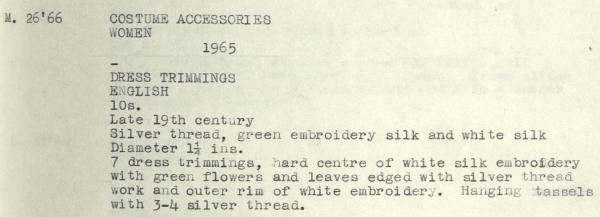 M. 26'66 COSTUME ACCESSORIES
WOMEN
1965
–
DRESS TRIMMINGS
ENGLISH
10s.
Late 19th century
Silver thread, green embroidery silk and white silk
Diameter 1¼ ins.
7 dress trimmings, hard centre of white silk embroidery
with green flowers and leaves edged with silver thread
work and outer rim of white embroidery. Hanging tassels
with 3-4 silver thread.